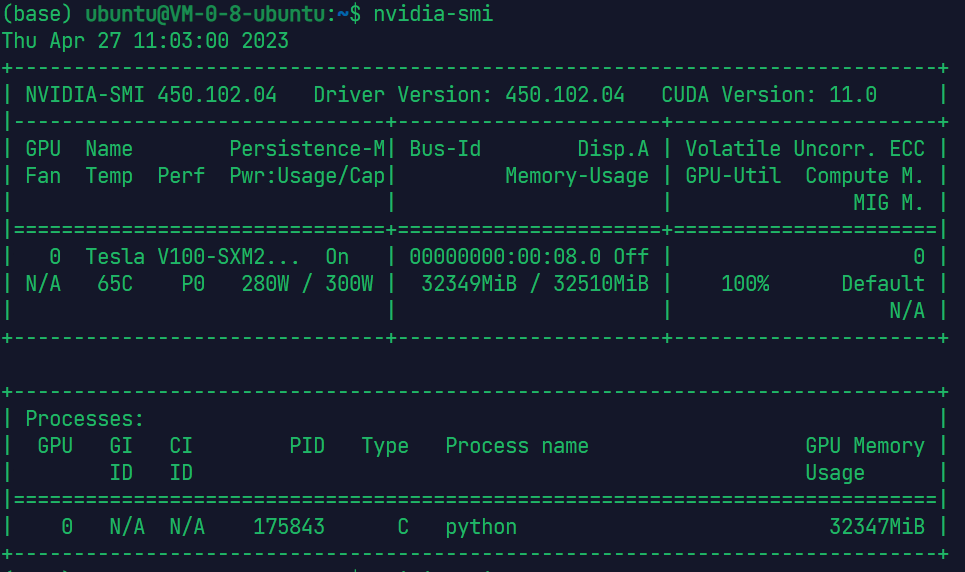 (base) ubuntu@VM-0-8-ubuntu:~$ nvidia-smi
Thu Apr 27 11:03:00 2023
+-----------------------------------------------------------------------------+
| NVIDIA-SMI 450.102.04   Driver Version: 450.102.04   CUDA Version: 11.0     |
|-------------------------------+----------------------+----------------------+
| GPU  Name        Persistence-M| Bus-Id        Disp.A | Volatile Uncorr. ECC |
| Fan  Temp  Perf  Pwr:Usage/Cap|         Memory-Usage | GPU-Util  Compute M. |
|                               |                      |               MIG M. |
|===============================+======================+======================|
|   0  Tesla V100-SXM2...  On   | 00000000:00:08.0 Off |                    0 |
| N/A   65C    P0   280W / 300W |  32349MiB / 32510MiB |    100%      Default |
|                               |                      |                  N/A |
+-------------------------------+----------------------+----------------------+

+-----------------------------------------------------------------------------+
| Processes:                                                                  |
|  GPU   GI   CI        PID   Type   Process name                  GPU Memory |
|        ID   ID                                                   Usage      |
|=============================================================================|
|    0   N/A  N/A    175843      C   python                          32347MiB |
+-----------------------------------------------------------------------------+